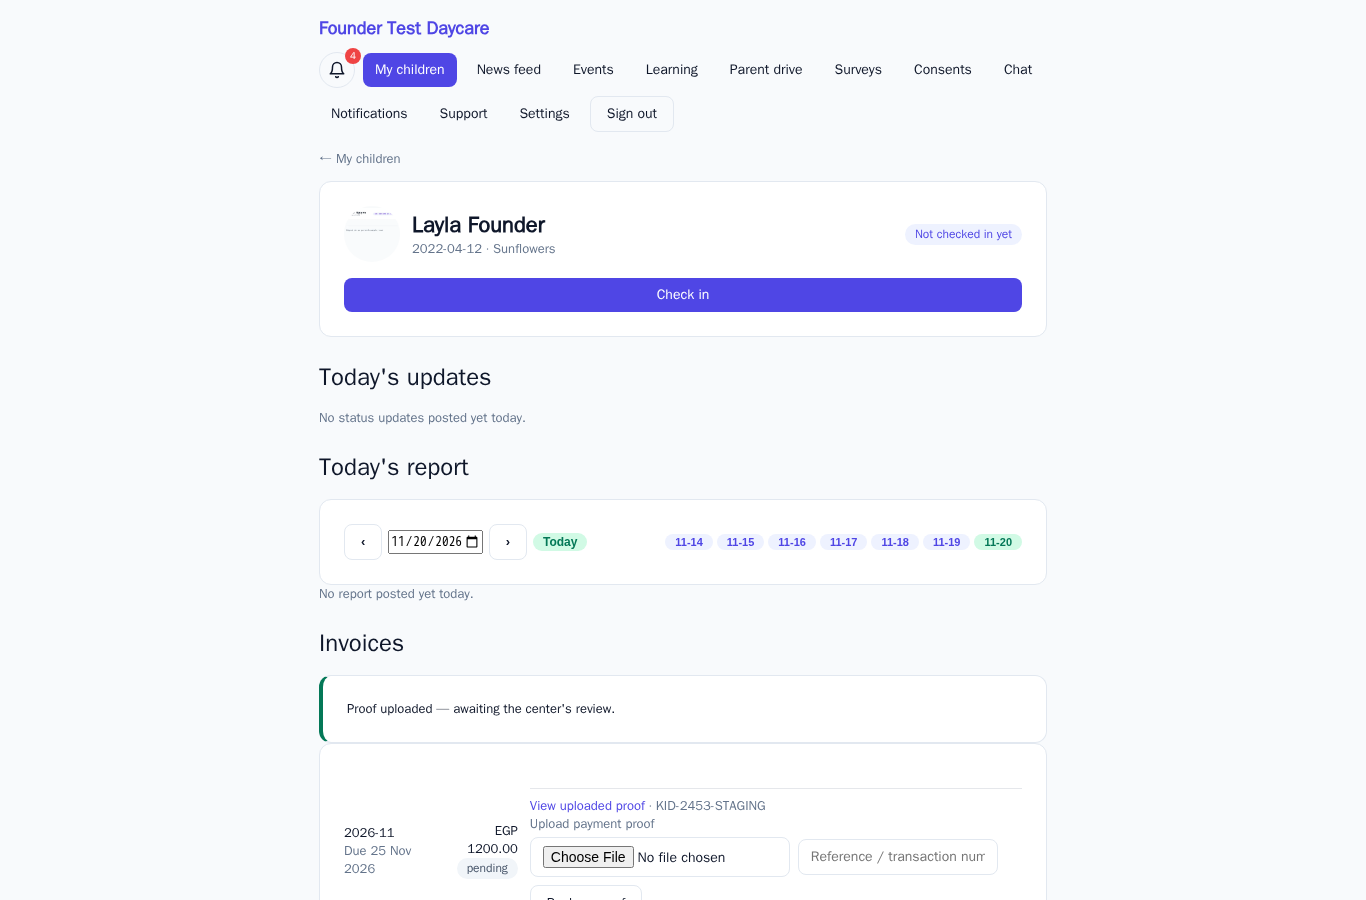 Founder Test Daycare
4
My children
News feed
Events
Learning
Parent drive
Surveys
Consents
Chat
Notifications
Support
Settings
Sign out
← My children
Layla Founder
2022-04-12 · Sunflowers
Not checked in yet
Check in
Today's updates
No status updates posted yet today.
Today's report
‹
11/20/2026
›
Today
11-14
11-15
11-16
11-17
11-18
11-19
11-20
No report posted yet today.
Invoices
Proof uploaded — awaiting the center's review.
2026-11
Due 25 Nov
2026
EGP
1200.00
pending
View uploaded proof · KID-2453-STAGING
Upload payment proof
Choose File No file chosen
Reference / transaction num